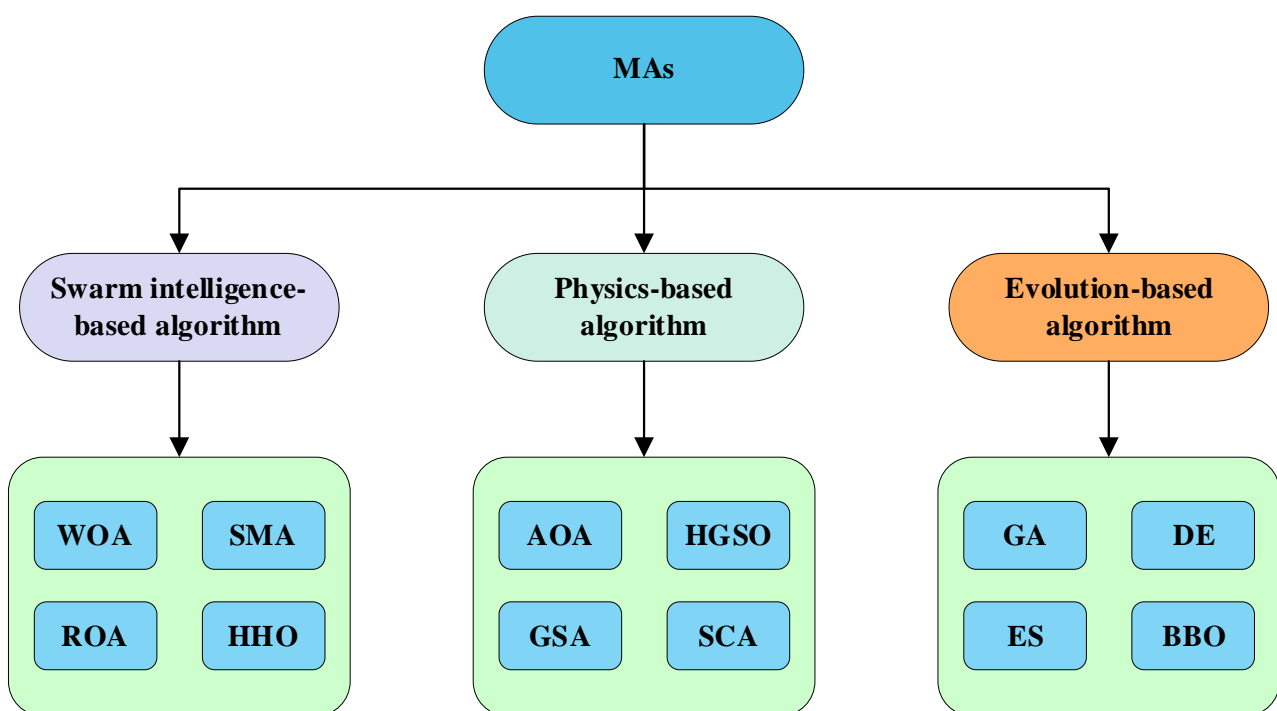 MAs
Swarm intelligence-
based algorithm
Physics-based
algorithm
Evolution-based
algorithm
WOA
SMA
ROA
HHO
AOA
HGSO
GSA
SCA
GA
DE
ES
BBO